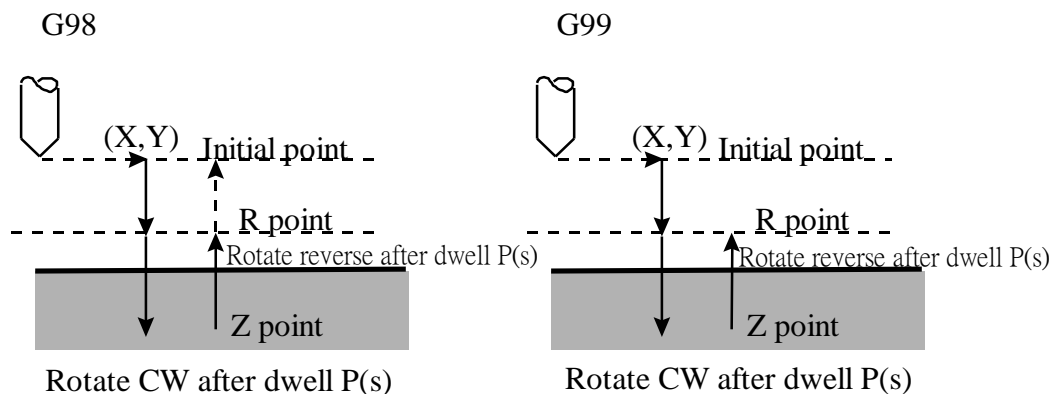 G98
(X,Y)
Initial point
R point
Rotate reverse after dwell P(s)
Z point
Rotate CW after dwell P(s)
G99
(X,Y)
Initial point
R point
Rotate reverse after dwell P(s)
Z point
Rotate CW after dwell P(s)